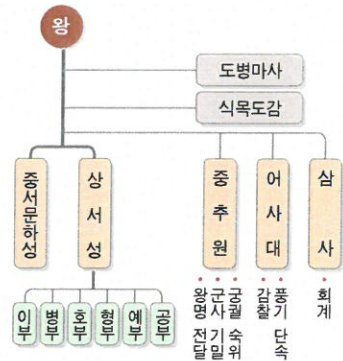 왕
도병마사
식목도감
중서문하성
상서성
중추원
어사대
삼사
이부
병부
호부
형부
예부
공부
왕명 전달
군사 기밀
궁궐 숙위
감찰
풍기 단속
회계